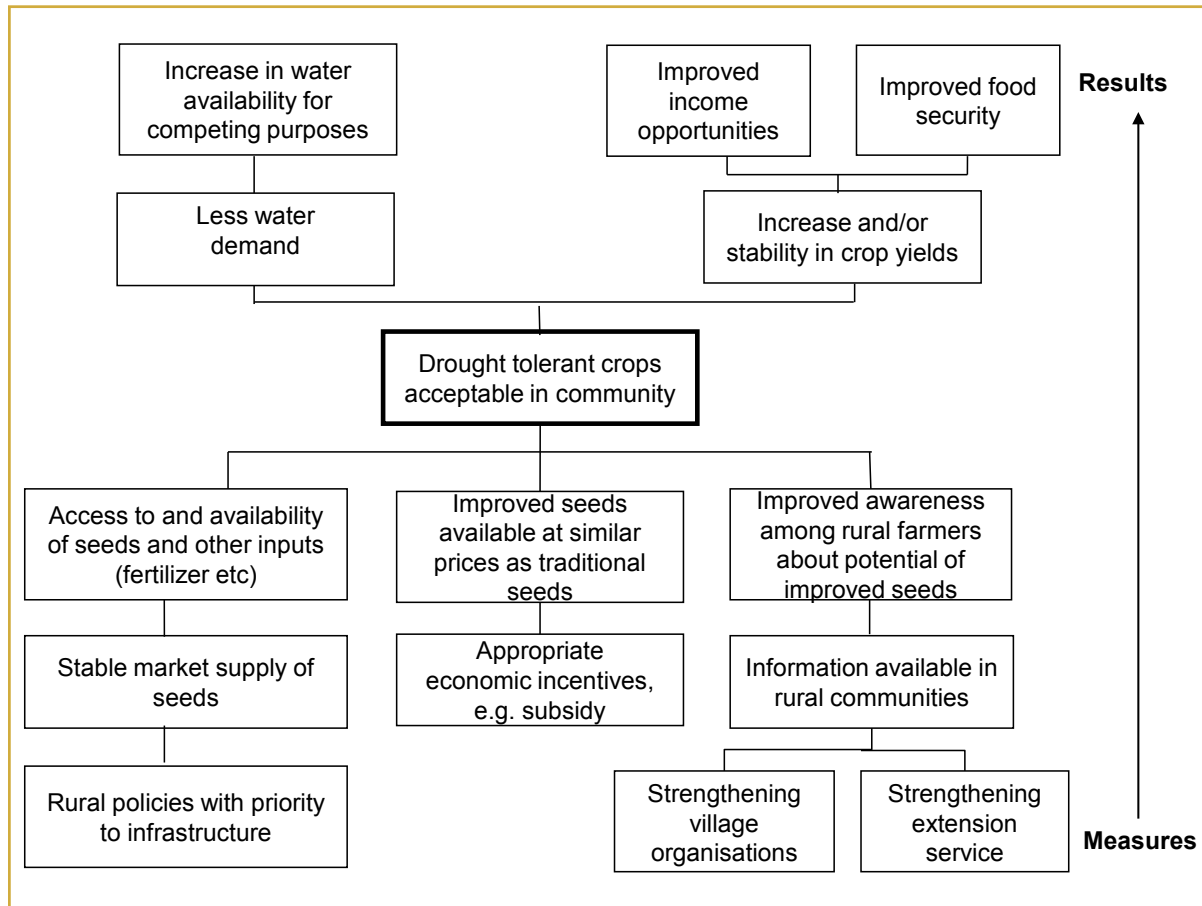 Increase in water
availability for
competing purposes
Improved
income
opportunities
Improved food
security
Results
Less water
demand
Increase and/or
stability in crop yields
Drought tolerant crops
acceptable in community
Access to and availability
of seeds and other inputs
(fertilizer etc)
Improved seeds
available at similar
prices as traditional
seeds
Improved awareness
among rural farmers
about potential of
improved seeds
Stable market supply of
seeds
Appropriate
economic incentives,
e.g. subsidy
Information available in
rural communities
Rural policies with priority
to infrastructure
Strengthening
village
organisations
Strengthening
extension
service
Measures